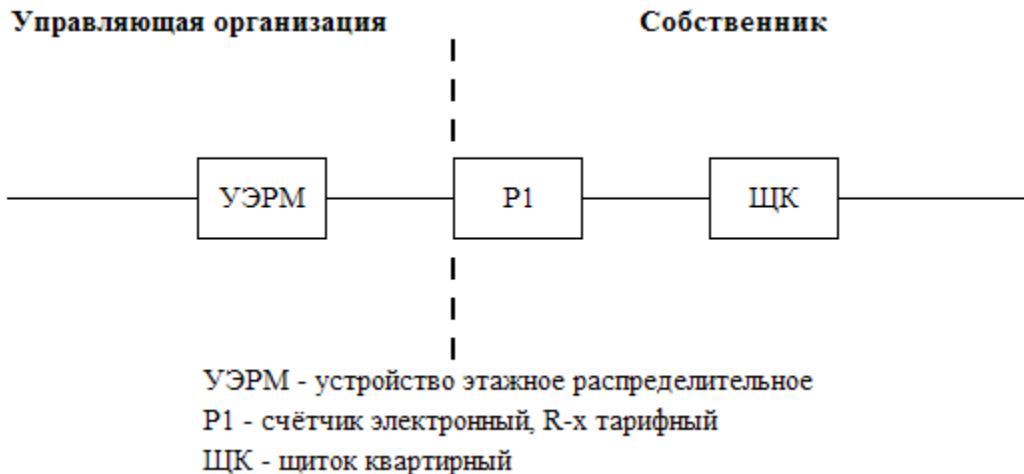 Управляющая организация
Собственник
УЭРМ
Р1
ЩК
УЭРМ - устройство этажное распределительное
Р1 - счётчик электронный, R-х тарифный
ЩК - щиток квартирный